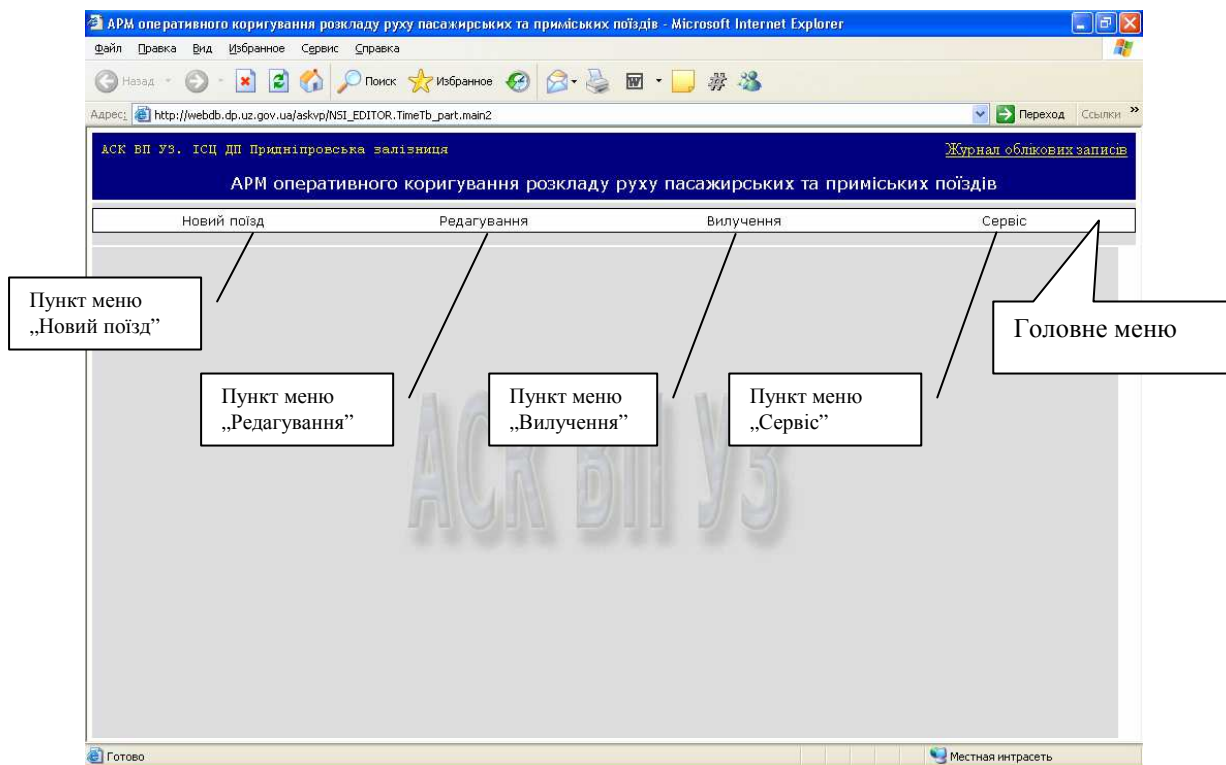 АРМ оперативного коригування розкладу руху пасажирських та приміських поїздів - Microsoft Internet Explorer
Файл Правка Вид Избранное Сервис Справка
Назад Поиск Избранное
Адрес: http://webdb.dp.uz.gov.ua/askvp/NSI_EDITOR.TimeTb_part.main2 Переход Ссылки »
АСК ВП УЗ. ІСЦ ДП Придніпровська залізниця Журнал облікових записів
АРМ оперативного коригування розкладу руху пасажирських та приміських поїздів
Новий поїзд Редагування Вилучення Сервіс
Пункт меню
„Новий поїзд”
Головне меню
Пункт меню
„Редагування”
Пункт меню
„Вилучення”
Пункт меню
„Сервіс”
АСК ВП УЗ
Готово Местная интрасеть